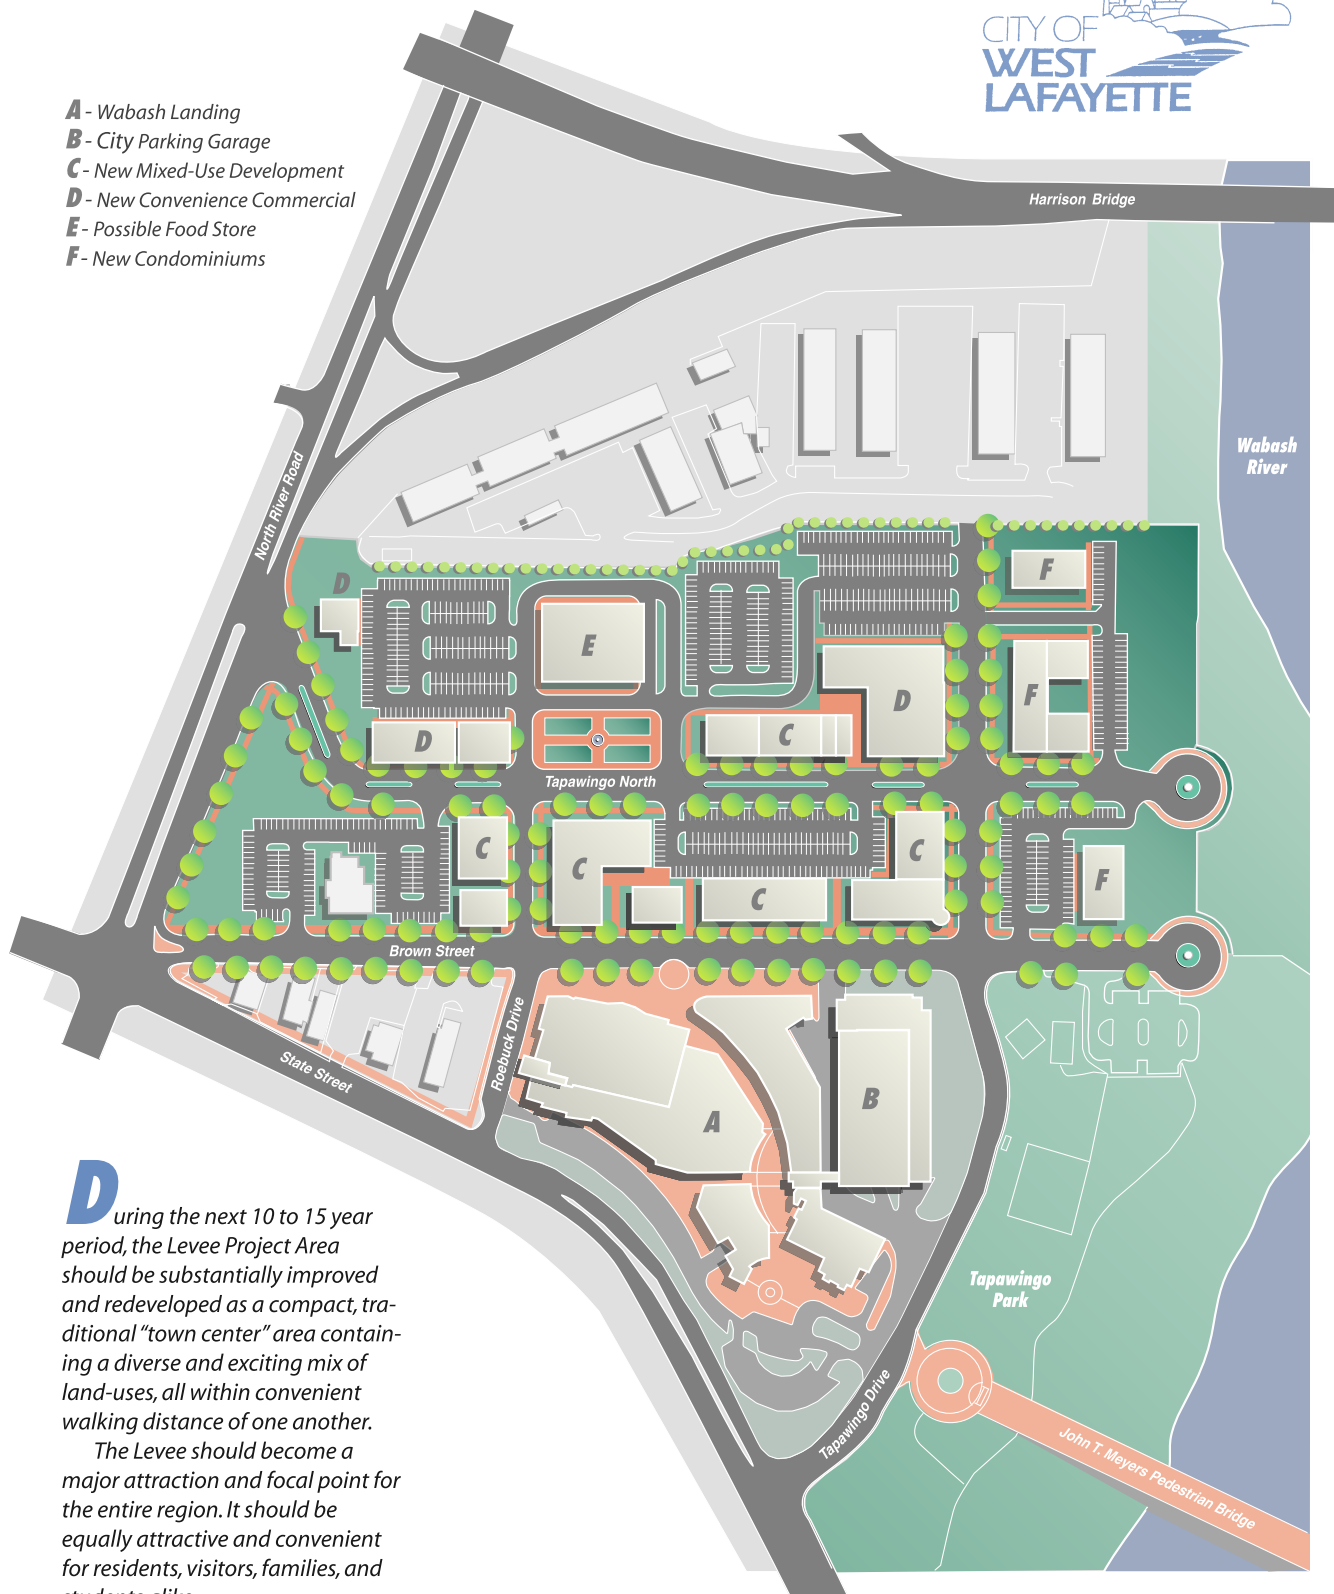 CITY OF
WEST
LAFAYETTE
A - Wabash Landing
B - City Parking Garage
C - New Mixed-Use Development
D - New Convenience Commercial
E - Possible Food Store
F - New Condominiums
Harrison Bridge
Wabash
River
North River Road
D
F
E
F
D
D
C
Tapawingo North
C
C
C
C
F
Brown Street
Roebuck Drive
State Street
B
A
Tapawingo
Park
Tapawingo Drive
John T. Meyers Pedestrian Bridge
During the next 10 to 15 year
period, the Levee Project Area
should be substantially improved
and redeveloped as a compact, tra-
ditional “town center” area contain-
ing a diverse and exciting mix of
land-uses, all within convenient
walking distance of one another.
The Levee should become a
major attraction and focal point for
the entire region. It should be
equally attractive and convenient
for residents, visitors, families, and